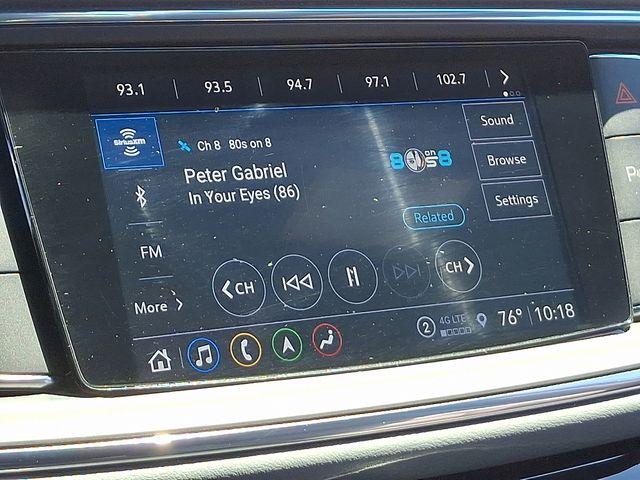 93.1 93.5 94.7 97.1 102.7
SiriusXM
Ch 8 80s on 8
Peter Gabriel
In Your Eyes (86)
80s on 8
Sound
Browse
Settings
Related
FM
More
CH
CH
2 4G LTE 76° 10:18